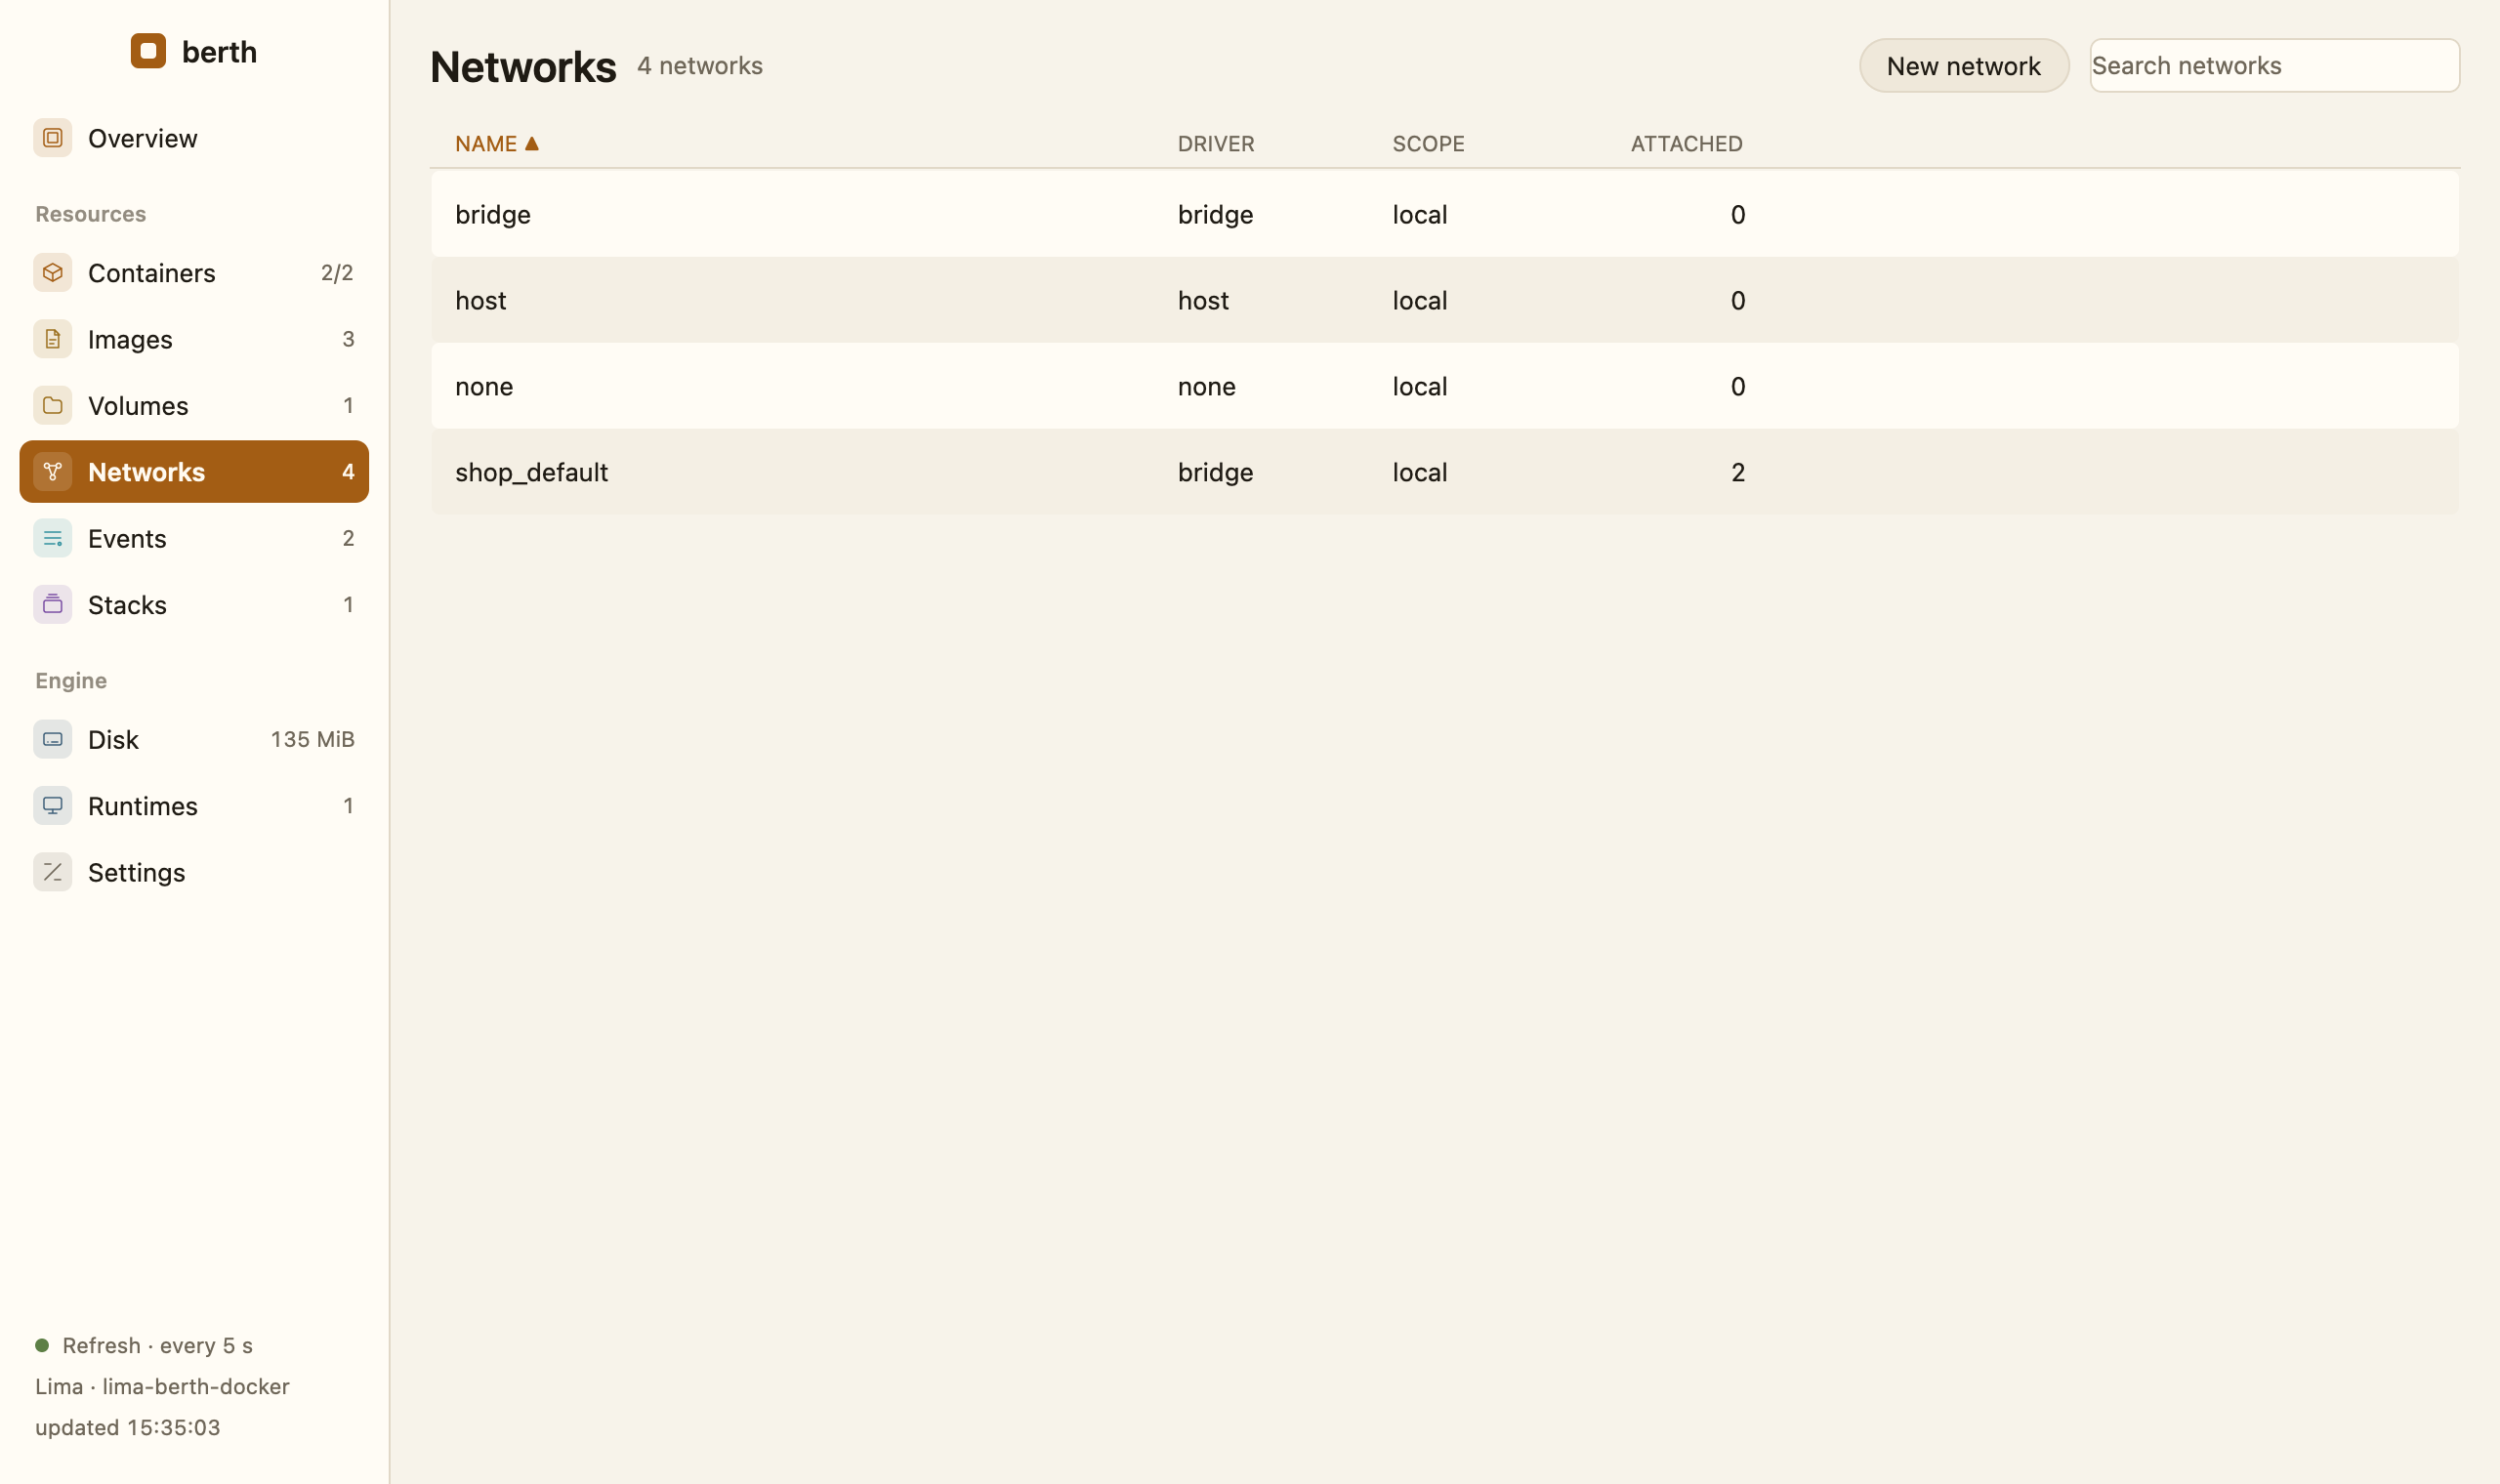 berth
Overview
Resources
Containers 2/2
Images 3
Volumes 1
Networks 4
Events 2
Stacks 1
Engine
Disk 135 MiB
Runtimes 1
Settings
Refresh · every 5 s
Lima · lima-berth-docker
updated 15:35:03
Networks 4 networks
New network
Search networks
NAME ▲ DRIVER SCOPE ATTACHED
bridge bridge local 0
host host local 0
none none local 0
shop_default bridge local 2